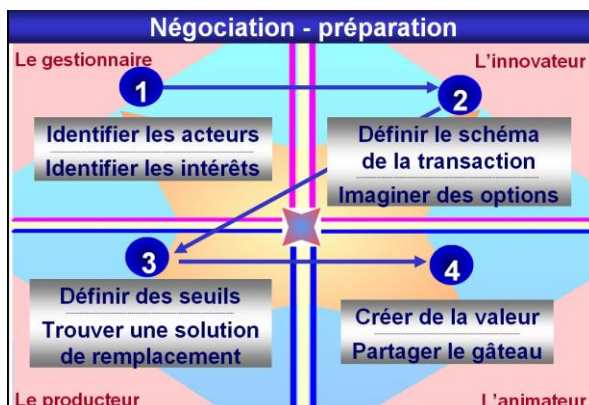 Négociation - préparation
Le gestionnaire
L'innovateur
1
2
Identifier les acteurs
Identifier les intérêts
Définir le schéma
de la transaction
Imaginer des options
3
4
Définir des seuils
Trouver une solution
de remplacement
Créer de la valeur
Partager le gâteau
Le producteur
L'animateur